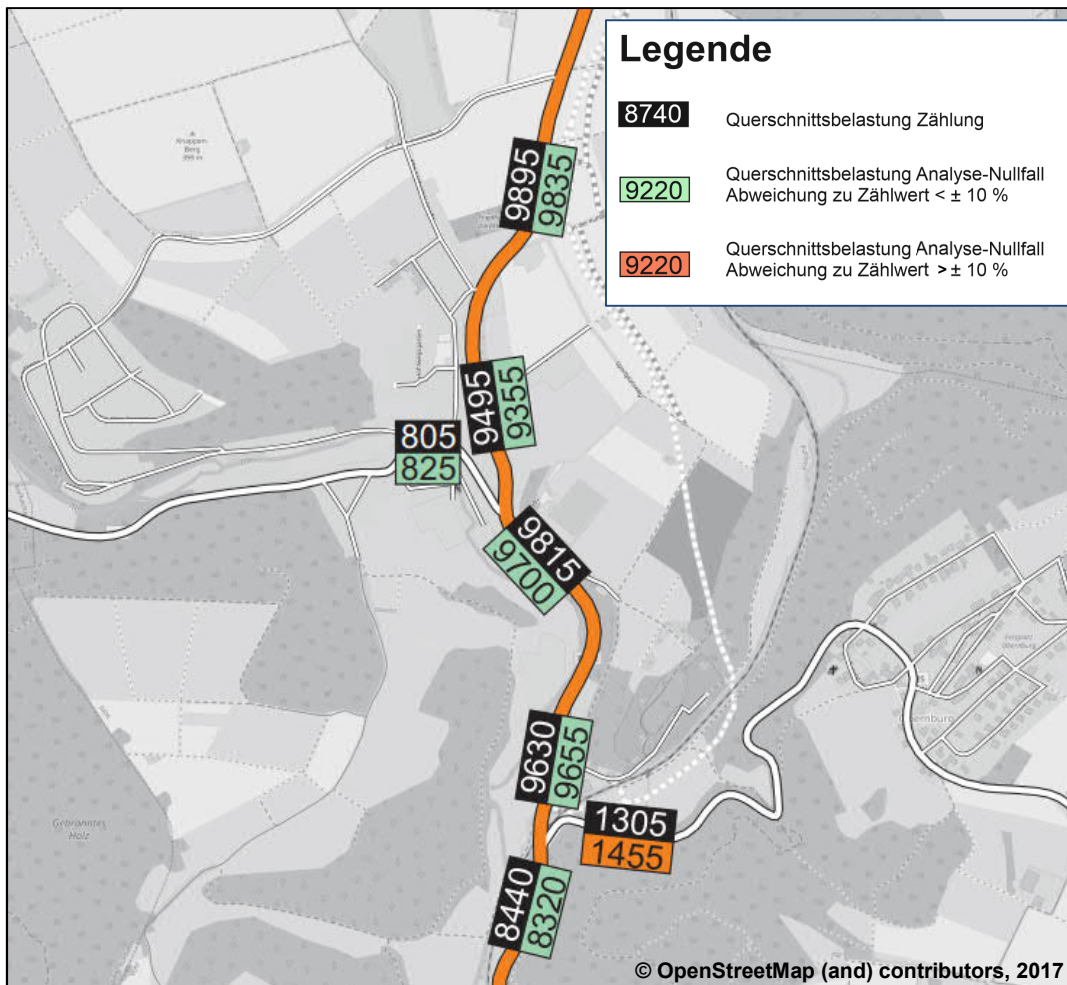 Legende
8740 Querschnittsbelastung Zählung
9220 Querschnittsbelastung Analyse-Nullfall
Abweichung zu Zählwert < ± 10 %
9220 Querschnittsbelastung Analyse-Nullfall
Abweichung zu Zählwert > ± 10 %
9895
9835
9495
9355
805
825
9815
9700
9630
9655
1305
1455
8440
8320
Gebranntes
Holz
© OpenStreetMap (and) contributors, 2017